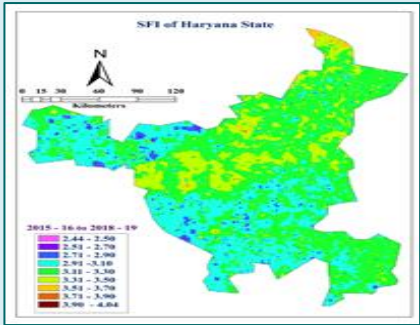 SFI of Haryana State
N
0 15 30 60 90 120
Kilometers
2015 - 16 to 2018 - 19
2.44 - 2.50
2.51 - 2.70
2.71 - 2.90
2.91 -3.10
3.11 - 3.30
3.31 - 3.50
3.51 - 3.70
3.71 - 3.90
3.90 - 4.04